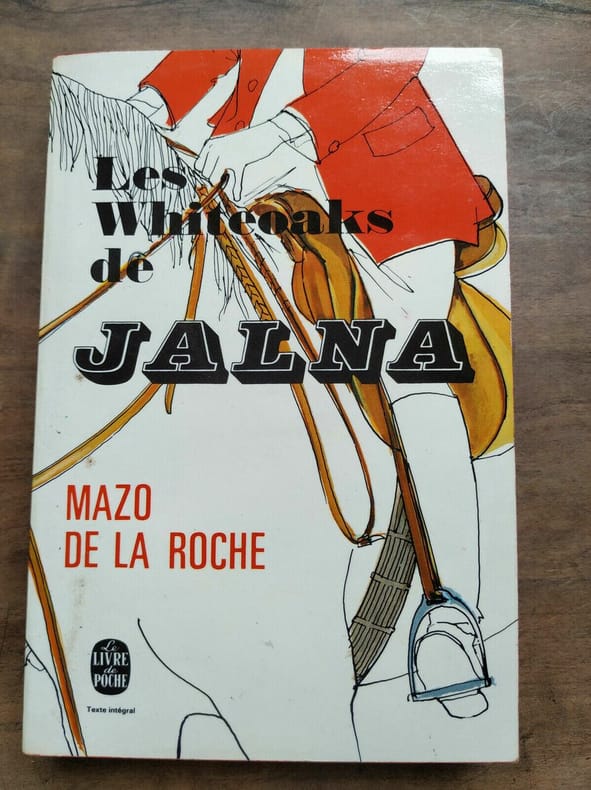 Les
Whiteoaks
de
JALNA
MAZO
DE LA ROCHE
Le
LIVRE
de
POCHE
Texte intégral